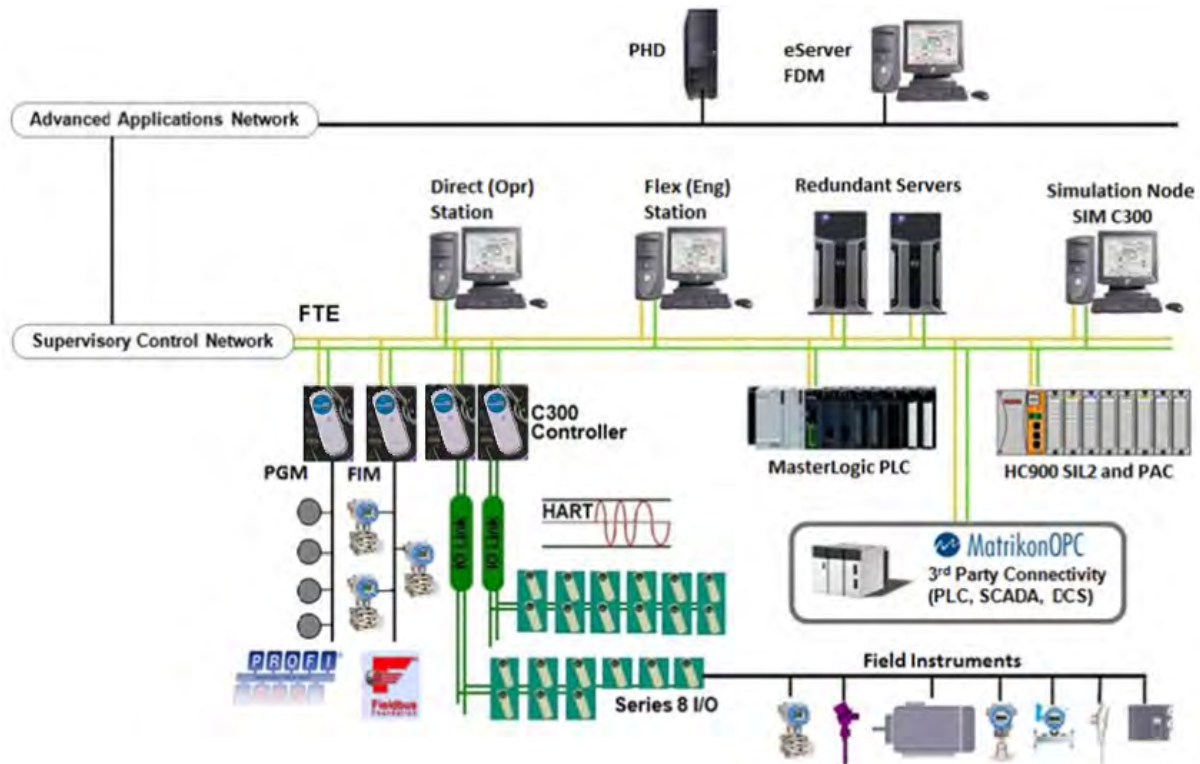 PHD
eServer
FDM
Advanced Applications Network
Direct (Opr)
Station
Flex (Eng)
Station
Redundant Servers
Simulation Node
SIM C300
FTE
Supervisory Control Network
C300
Controller
MasterLogic PLC
HC900 SIL2 and PAC
PGM
FIM
IO Link
IO Link
HART
MatrikonOPC
3rd Party Connectivity
(PLC, SCADA, DCS)
PROFI
BUS
Fieldbus
Foundation
Series 8 I/O
Field Instruments